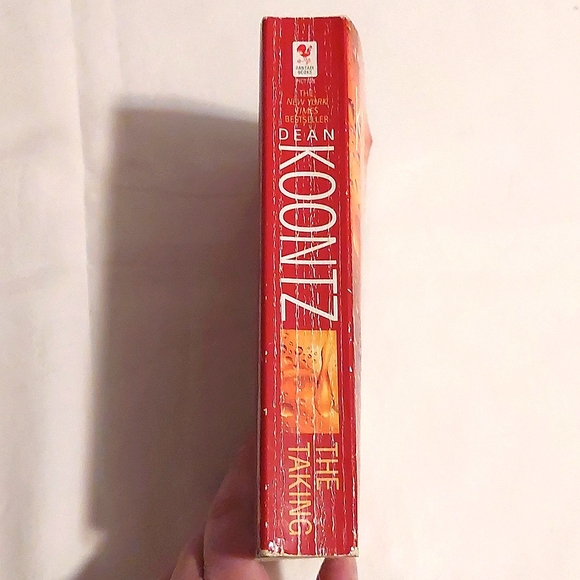 BANTAM
BOOKS
FICTION
THE
NEW YORK
TIMES
BESTSELLER
DEAN
KOONTZ
THE
TAKING